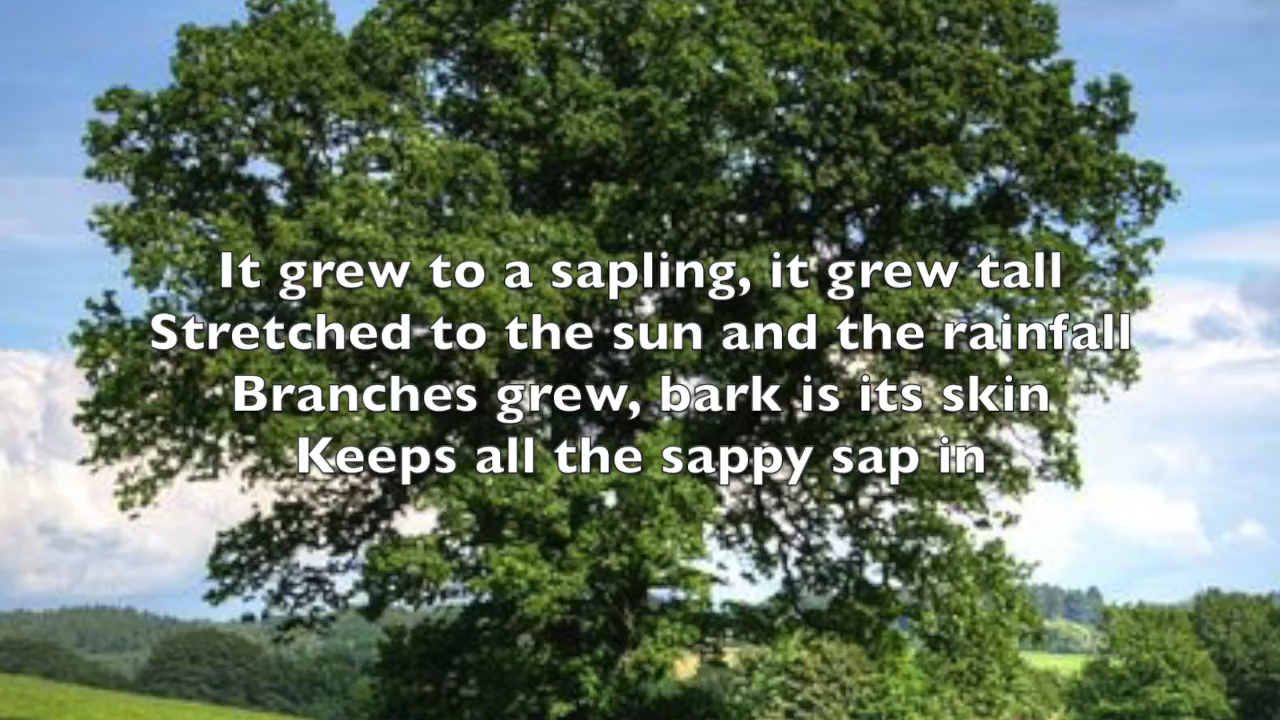 It grew to a sapling, it grew tall
Stretched to the sun and the rainfall
Branches grew, bark is its skin
Keeps all the sappy sap in